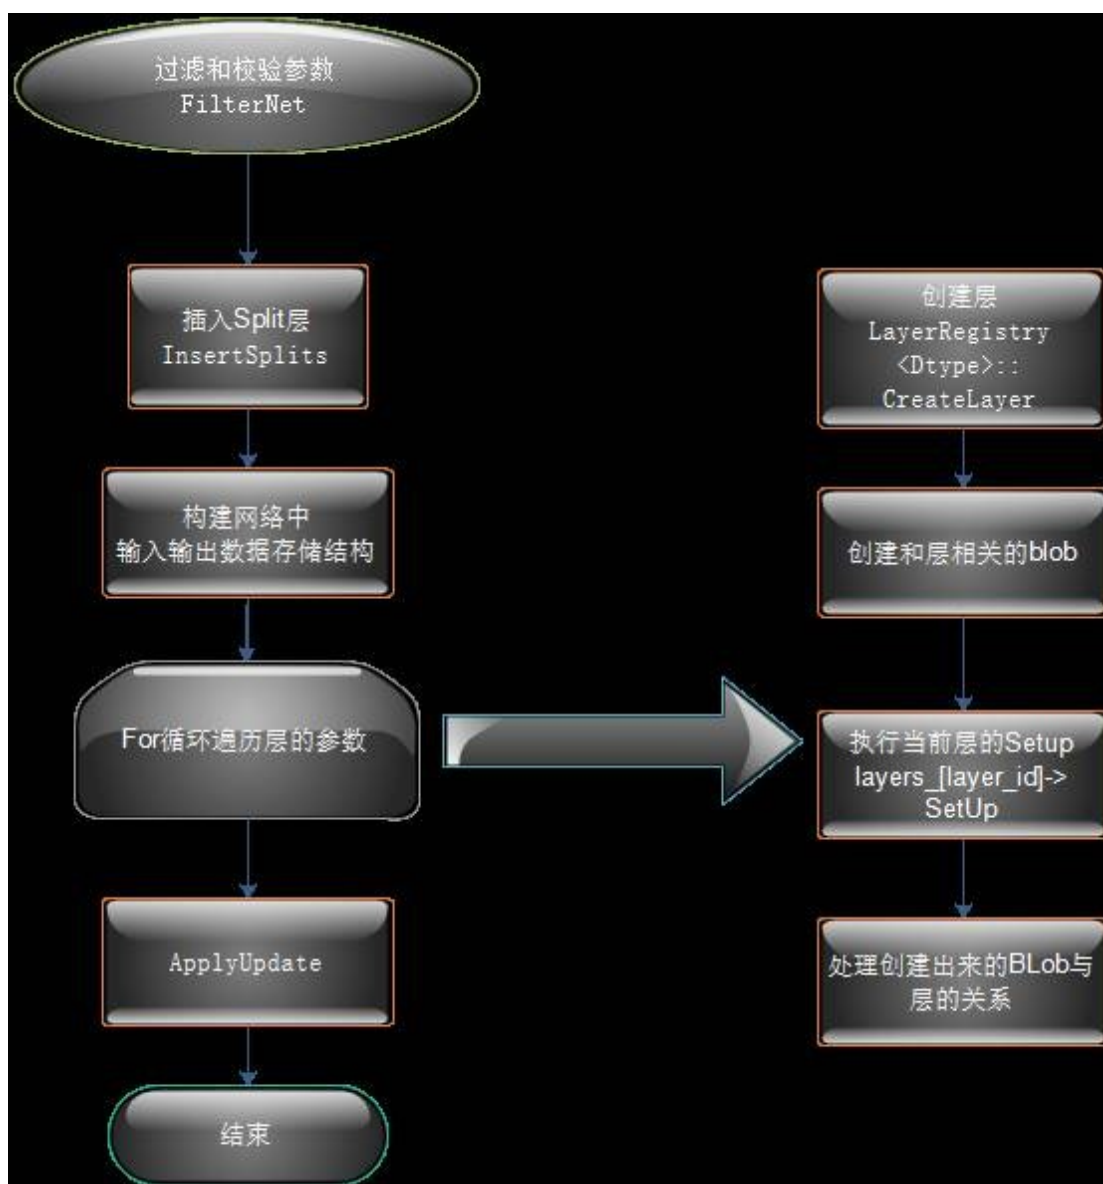 过滤和校验参数
FilterNet
插入Split层
InsertSplits
构建网络中
输入输出数据存储结构
For循环遍历层的参数
ApplyUpdate
结束
创建层
LayerRegistry
<Dtype>::
CreateLayer
创建和层相关的blob
执行当前层的Setup
layers_[layer_id]->
SetUp
处理创建出来的BLob与
层的关系